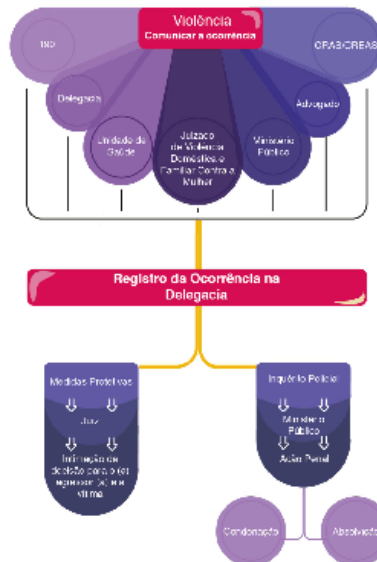 Violência
Comunicar a ocorrência
190
CRAS/CREAS
Delegacia
Advogado
Unidade de
Saúde
Juizado
de Violência
Doméstica e
Familiar Contra a
Mulher
Ministério
Público
Registro da Ocorrência na
Delegacia
Medidas Protetivas
Juiz
Intimação da
decisão para o (a)
agressor (a) e a
vítima
Inquérito Policial
Ministério
Público
Ação Penal
Condenação
Absolvição